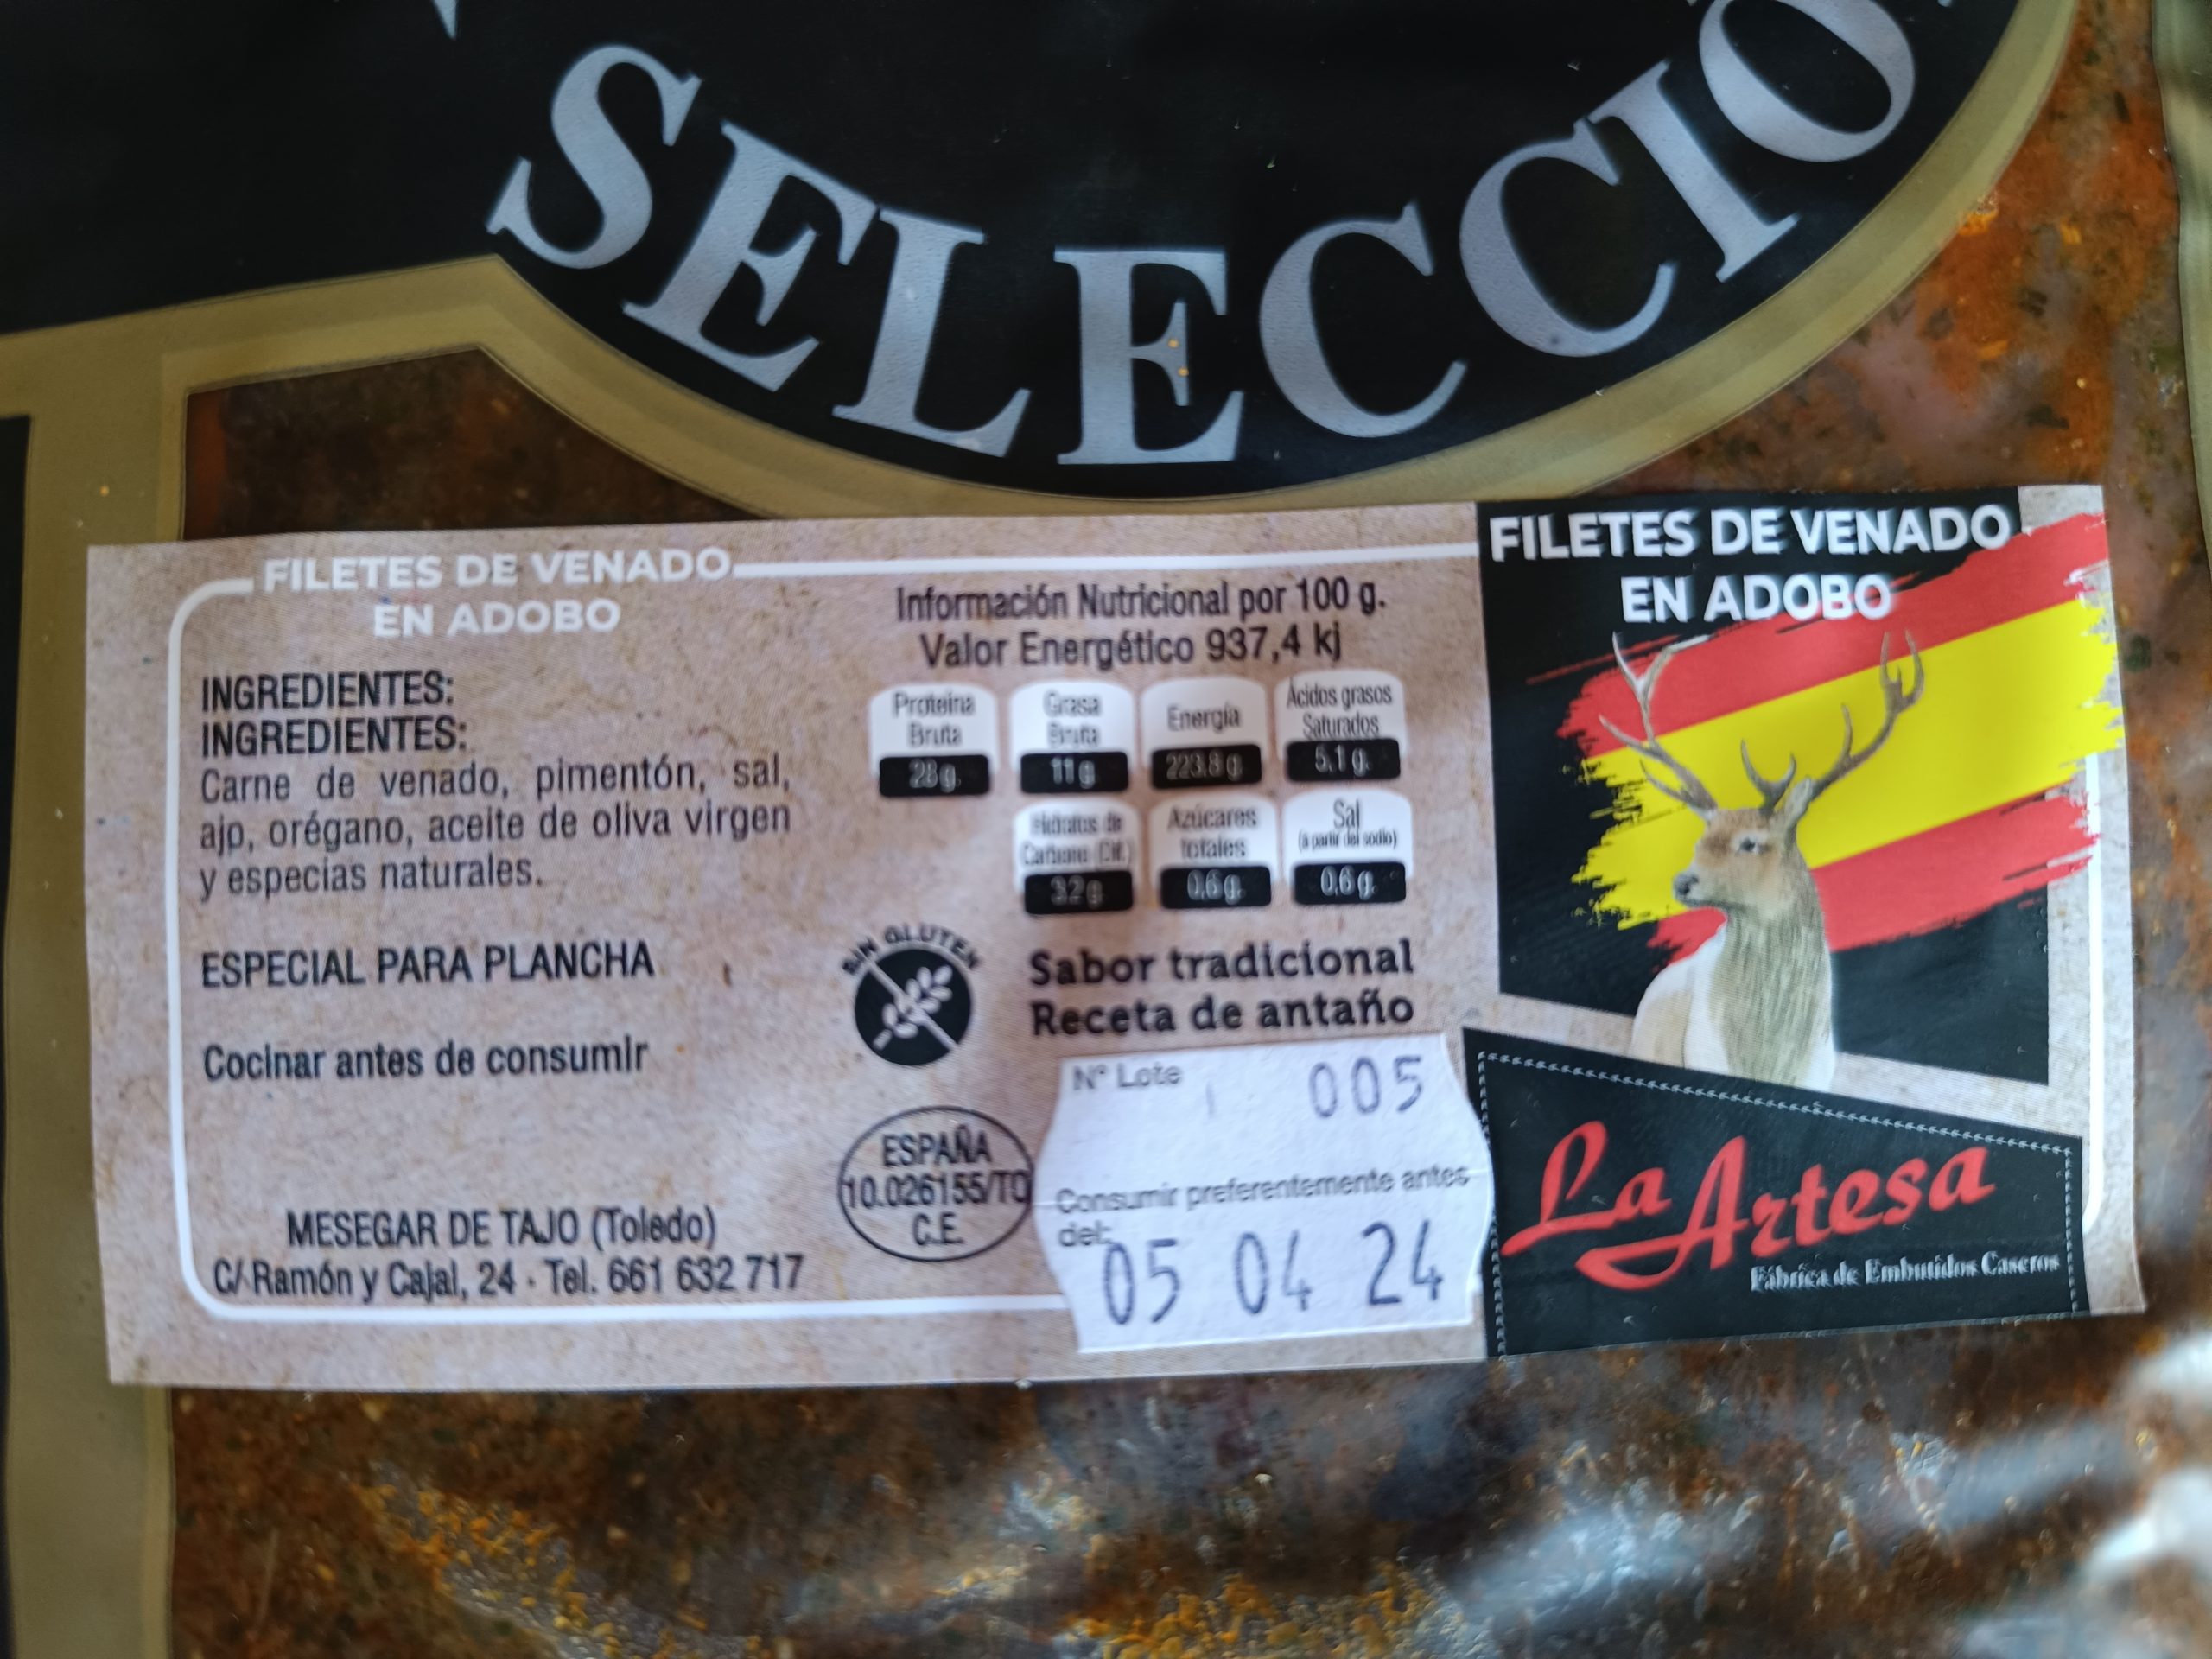 SELECCIÓ
FILETES DE VENADO
EN ADOBO
INGREDIENTES:
INGREDIENTES:
Carne de venado, pimentón, sal,
ajo, orégano, aceite de oliva virgen
y especias naturales.
ESPECIAL PARA PLANCHA
Cocinar antes de consumir
MESEGAR DE TAJO (Toledo)
C/ Ramón y Cajal, 24 · Tel. 661 632 717
Información Nutricional por 100 g.
Valor Energético 937,4 kj
Proteina
Bruta
28 g.
Grasa
Bruta
11 g
Energía
223,8 g
Ácidos grasos
Saturados
5,1 g.
Hidratos de
Carbono (Dif.)
Azúcares
totales
0,6 g.
Sal
(a partir del sodio)
0,6 g.
SIN GLUTEN
Sabor tradicional
Receta de antaño
ESPAÑA
10.026155/TO
C.E.
Nº Lote 005
Consumir preferentemente antes
del:
05 04 24
FILETES DE VENADO
EN ADOBO
La Artesa
Fábrica de Embutidos Caseros